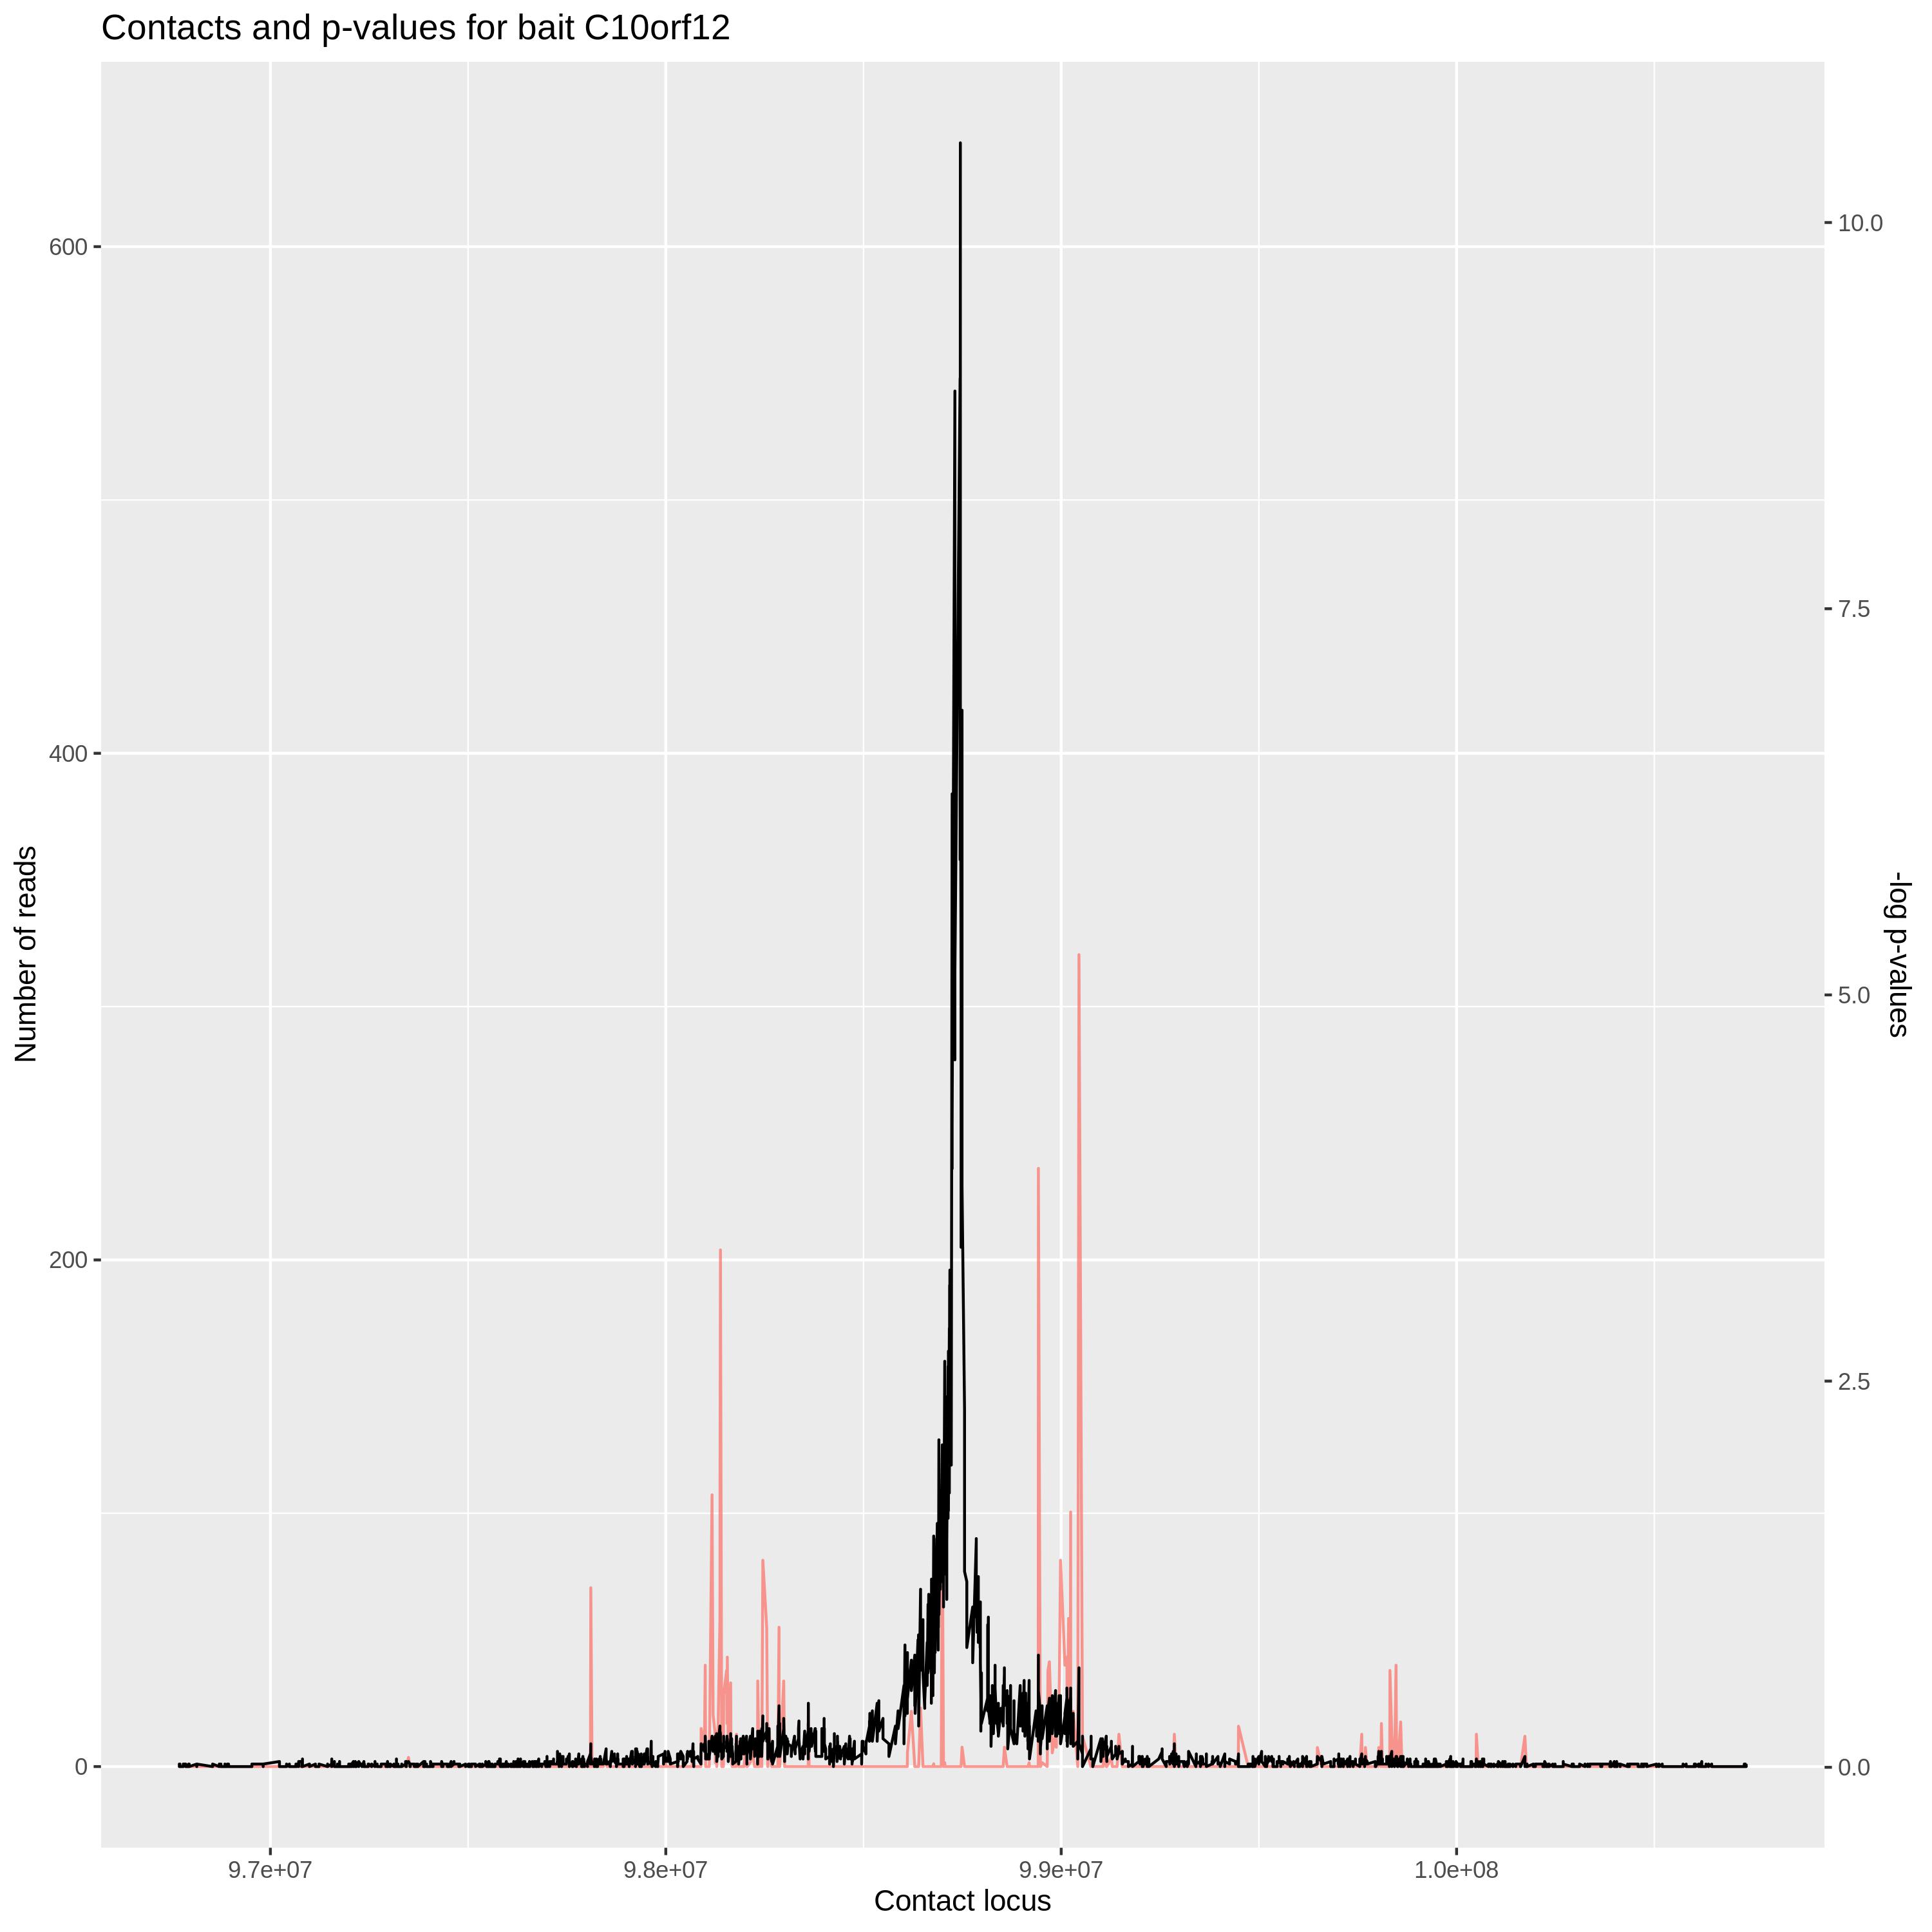 Contacts and p-values for bait C10orf12
Number of reads
600
400
200
0
-log p-values
10.0
7.5
5.0
2.5
0.0
9.7e+07
9.8e+07
9.9e+07
1.0e+08
Contact locus